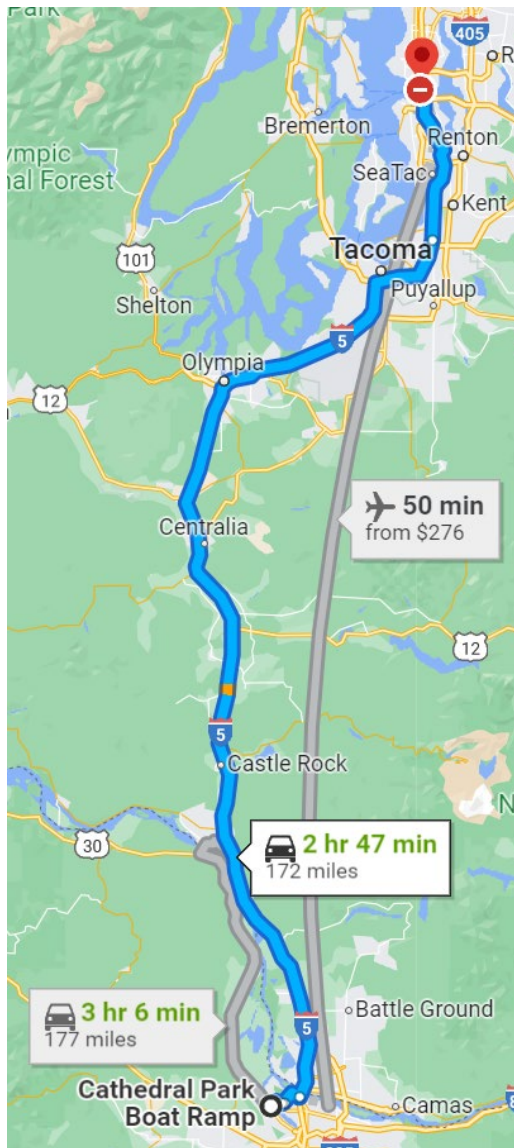 Park
405
R
Bremerton
Renton
ympic
nal Forest
SeaTac
Kent
101
Tacoma
Puyallup
Shelton
5
Olympia
12
50 min
from $276
Centralia
12
5
Castle Rock
N
30
2 hr 47 min
172 miles
3 hr 6 min
177 miles
Battle Ground
5
Cathedral Park
Boat Ramp
Camas